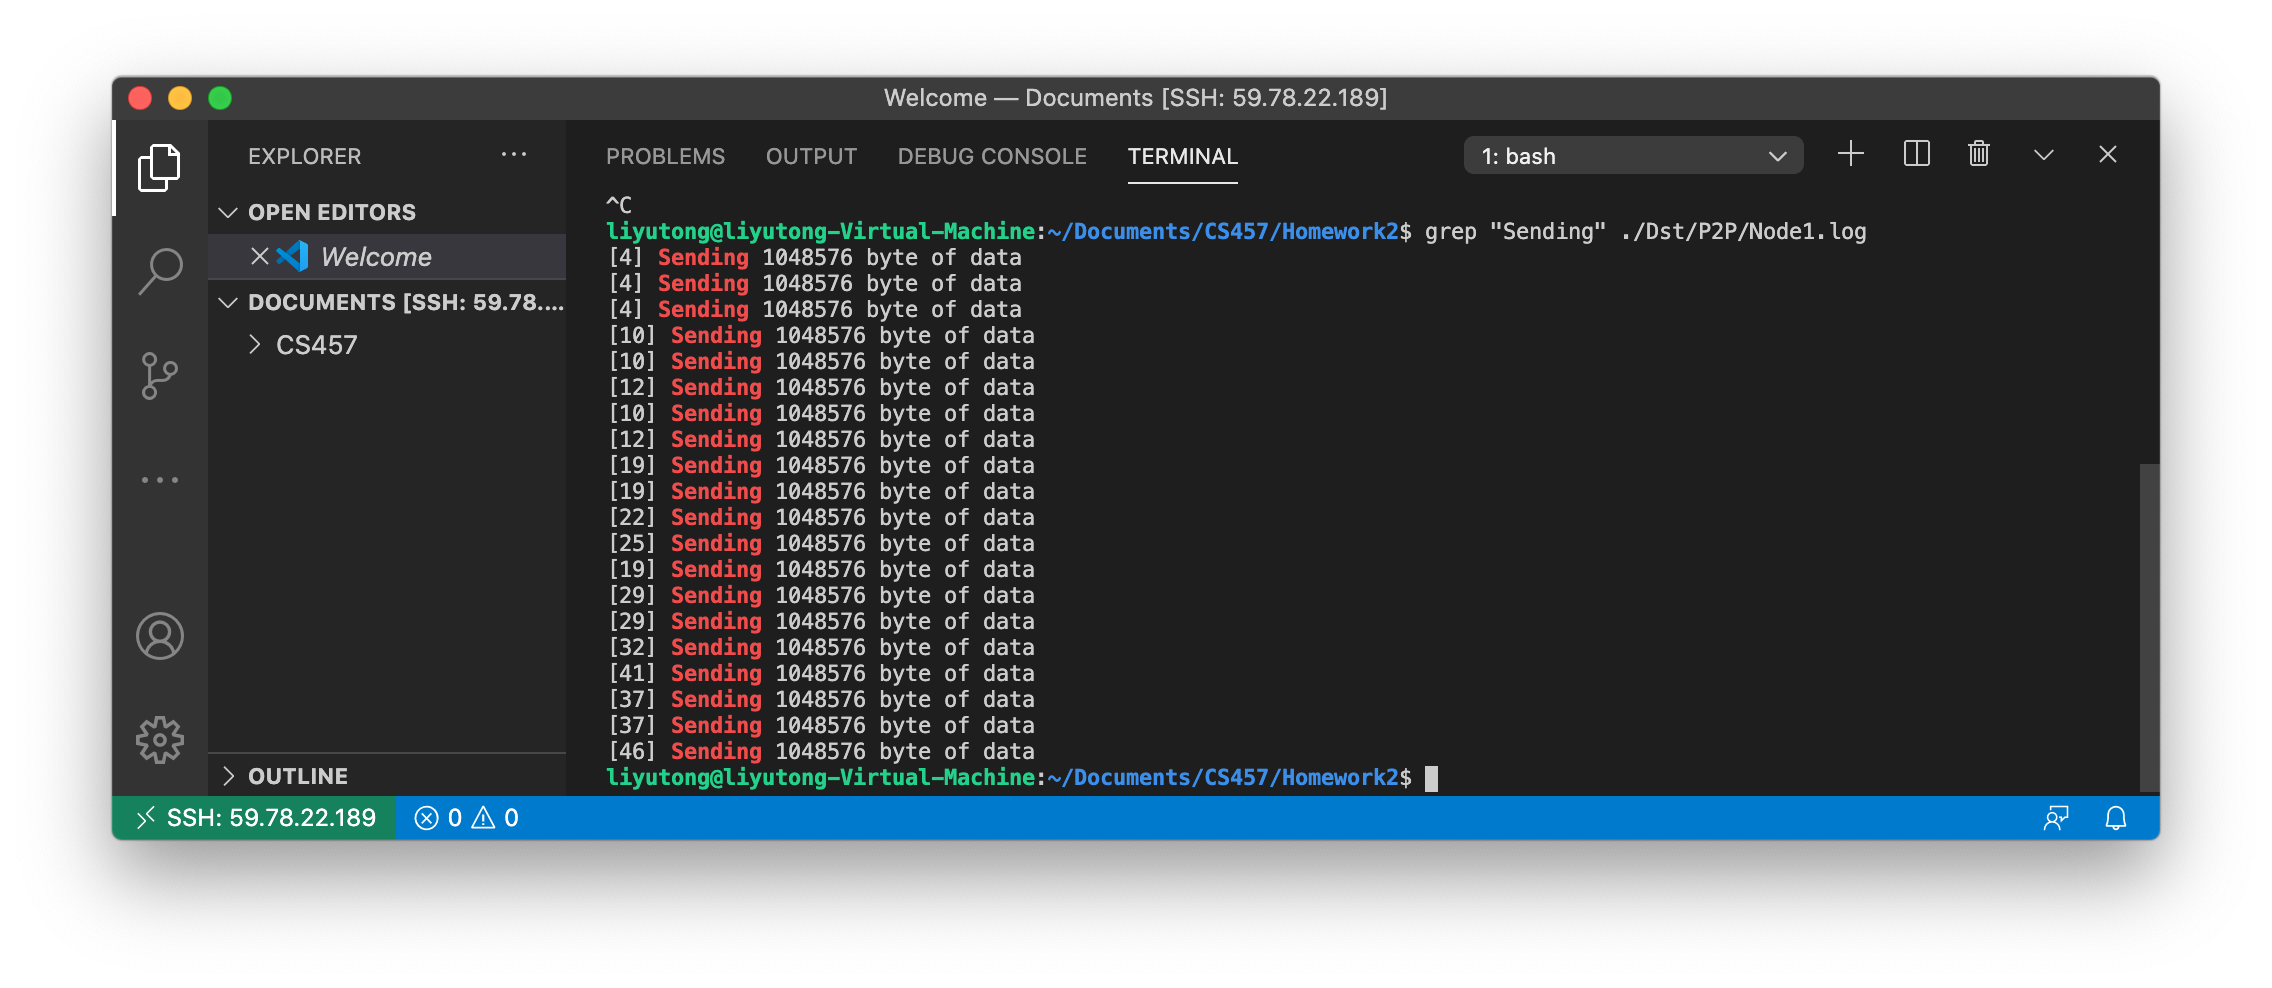 Welcome — Documents [SSH: 59.78.22.189]
EXPLORER
OPEN EDITORS
Welcome
DOCUMENTS [SSH: 59.78....
CS457
OUTLINE
PROBLEMS OUTPUT DEBUG CONSOLE TERMINAL 1: bash
^C
liyutong@liyutong-Virtual-Machine:~/Documents/CS457/Homework2$ grep "Sending" ./Dst/P2P/Node1.log
[4] Sending 1048576 byte of data
[4] Sending 1048576 byte of data
[4] Sending 1048576 byte of data
[10] Sending 1048576 byte of data
[10] Sending 1048576 byte of data
[12] Sending 1048576 byte of data
[10] Sending 1048576 byte of data
[12] Sending 1048576 byte of data
[19] Sending 1048576 byte of data
[19] Sending 1048576 byte of data
[22] Sending 1048576 byte of data
[25] Sending 1048576 byte of data
[19] Sending 1048576 byte of data
[29] Sending 1048576 byte of data
[29] Sending 1048576 byte of data
[32] Sending 1048576 byte of data
[41] Sending 1048576 byte of data
[37] Sending 1048576 byte of data
[37] Sending 1048576 byte of data
[46] Sending 1048576 byte of data
liyutong@liyutong-Virtual-Machine:~/Documents/CS457/Homework2$
SSH: 59.78.22.189 0 0